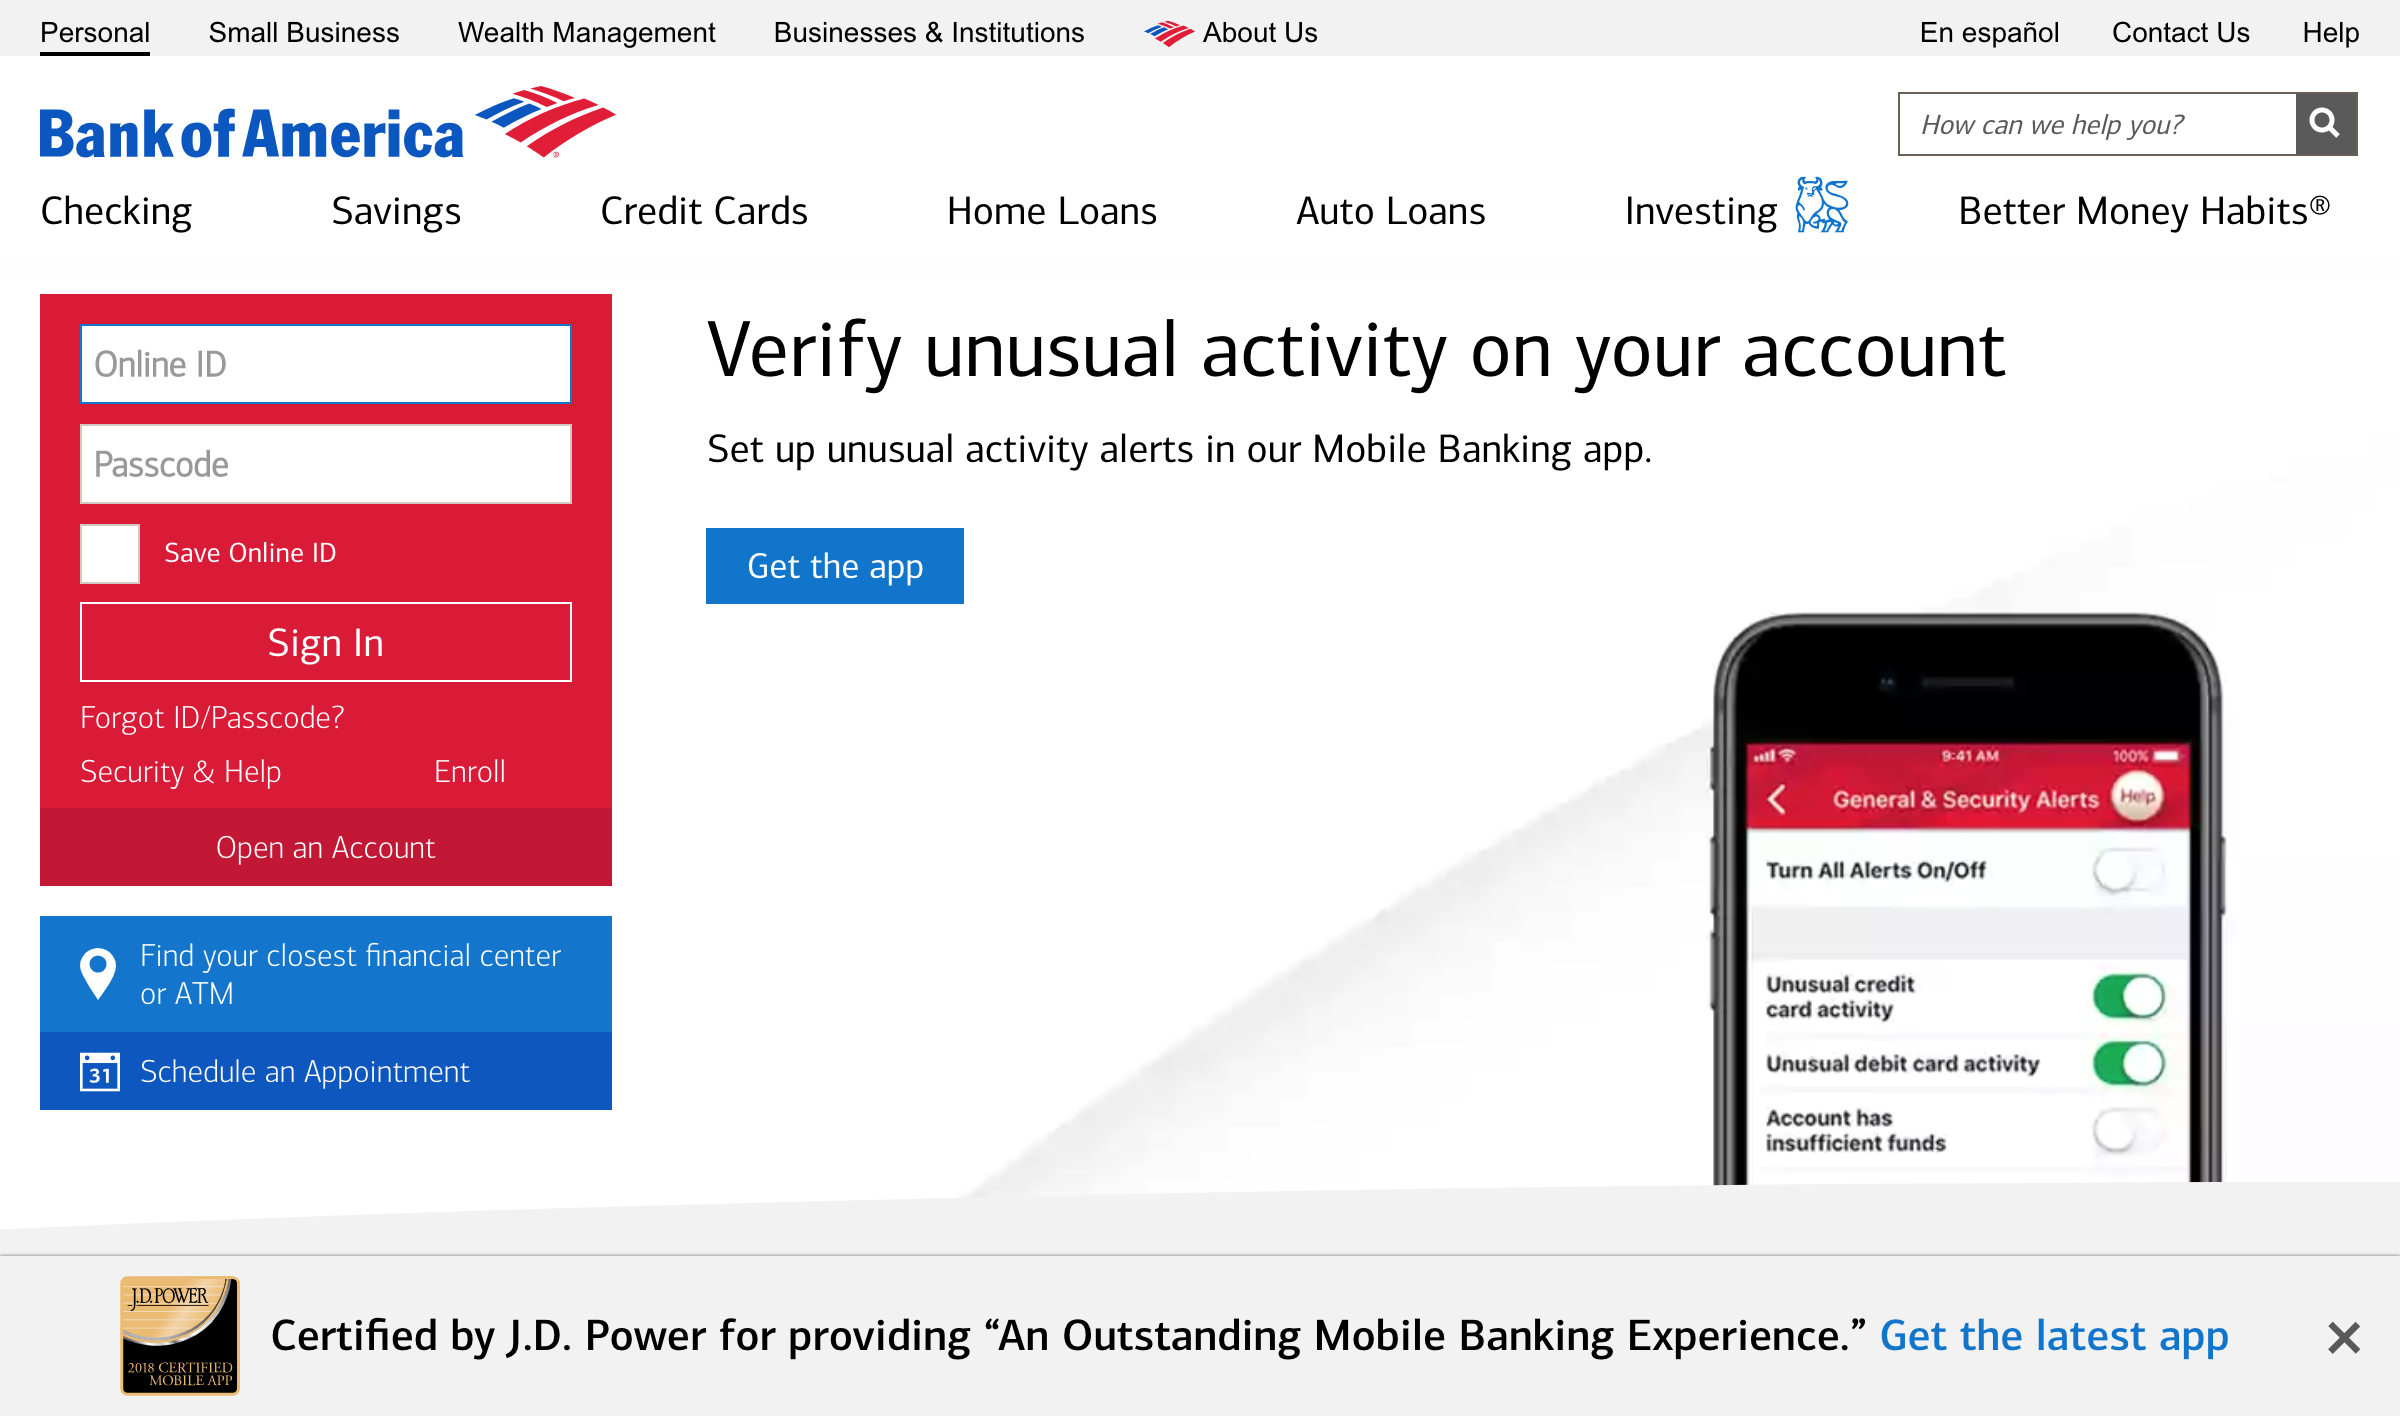 Personal
Small Business
Wealth Management
Businesses & Institutions
About Us
En español
Contact Us
Help
Bank of America
How can we help you?
Checking
Savings
Credit Cards
Home Loans
Auto Loans
Investing
Better Money Habits®
Online ID
Passcode
Save Online ID
Sign In
Forgot ID/Passcode?
Security & Help
Enroll
Open an Account
Find your closest financial center
or ATM
31
Schedule an Appointment
Verify unusual activity on your account
Set up unusual activity alerts in our Mobile Banking app.
Get the app
9:41 AM
100%
General & Security Alerts
Help
Turn All Alerts On/Off
Unusual credit
card activity
Unusual debit card activity
Account has
insufficient funds
J.D.POWER
2018 CERTIFIED
MOBILE APP
Certified by J.D. Power for providing “An Outstanding Mobile Banking Experience.” Get the latest app